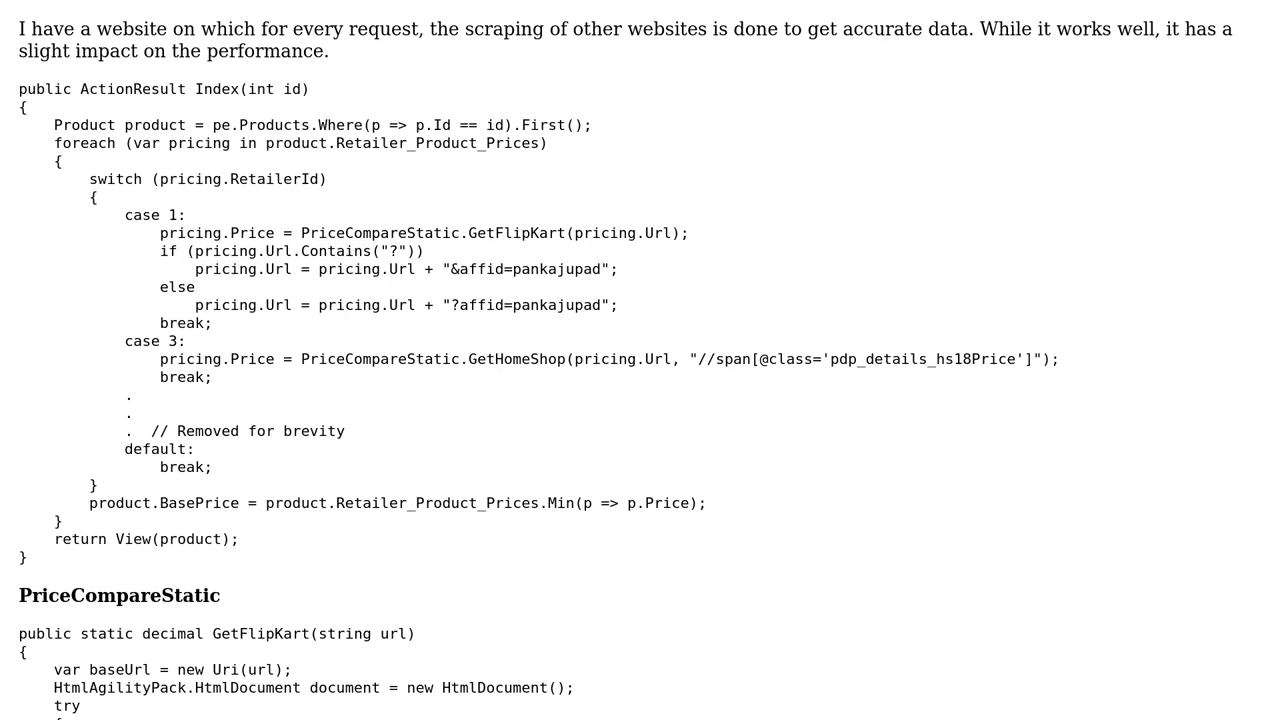 I have a website on which for every request, the scraping of other websites is done to get accurate data. While it works well, it has a
slight impact on the performance.
public ActionResult Index(int id)
{
    Product product = pe.Products.Where(p => p.Id == id).First();
    foreach (var pricing in product.Retailer_Product_Prices)
    {
        switch (pricing.RetailerId)
        {
            case 1:
                pricing.Price = PriceCompareStatic.GetFlipKart(pricing.Url);
                if (pricing.Url.Contains("?"))
                    pricing.Url = pricing.Url + "&affid=pankajupad";
                else
                    pricing.Url = pricing.Url + "?affid=pankajupad";
                break;
            case 3:
                pricing.Price = PriceCompareStatic.GetHomeShop(pricing.Url, "//span[@class='pdp_details_hs18Price']");
                break;
            .
            .
            .  // Removed for brevity
            default:
                break;
        }
        product.BasePrice = product.Retailer_Product_Prices.Min(p => p.Price);
    }
    return View(product);
}
PriceCompareStatic
public static decimal GetFlipKart(string url)
{
    var baseUrl = new Uri(url);
    HtmlAgilityPack.HtmlDocument document = new HtmlDocument();
    try